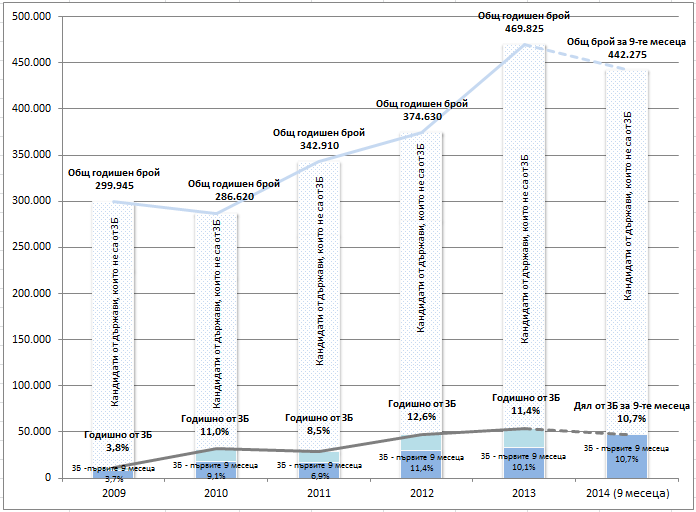 500.000
450.000
400.000
350.000
300.000
250.000
200.000
150.000
100.000
50.000
0
Общ годишен брой
299.945
Общ годишен брой
286.620
Общ годишен брой
342.910
Общ годишен брой
374.630
Общ годишен брой
469.825
Общ брой за 9-те месеца
442.275
Кандидати от държави, които не са от ЗБ
Кандидати от държави, които не са от ЗБ
Кандидати от държави, които не са от ЗБ
Кандидати от държави, които не са от ЗБ
Кандидати от държави, които не са от ЗБ
Кандидати от държави, които не са от ЗБ
Годишно от ЗБ
3,8%
Годишно от ЗБ
11,0%
Годишно от ЗБ
8,5%
Годишно от ЗБ
12,6%
Годишно от ЗБ
11,4%
Дял от ЗБ за 9-те месеца
10,7%
ЗБ - първите 9 месеца
3,7%
ЗБ - първите 9 месеца
9,1%
ЗБ - първите 9 месеца
6,9%
ЗБ - първите 9 месеца
11,4%
ЗБ - първите 9 месеца
10,1%
ЗБ - първите 9 месеца
10,7%
2009
2010
2011
2012
2013
2014 (9 месеца)